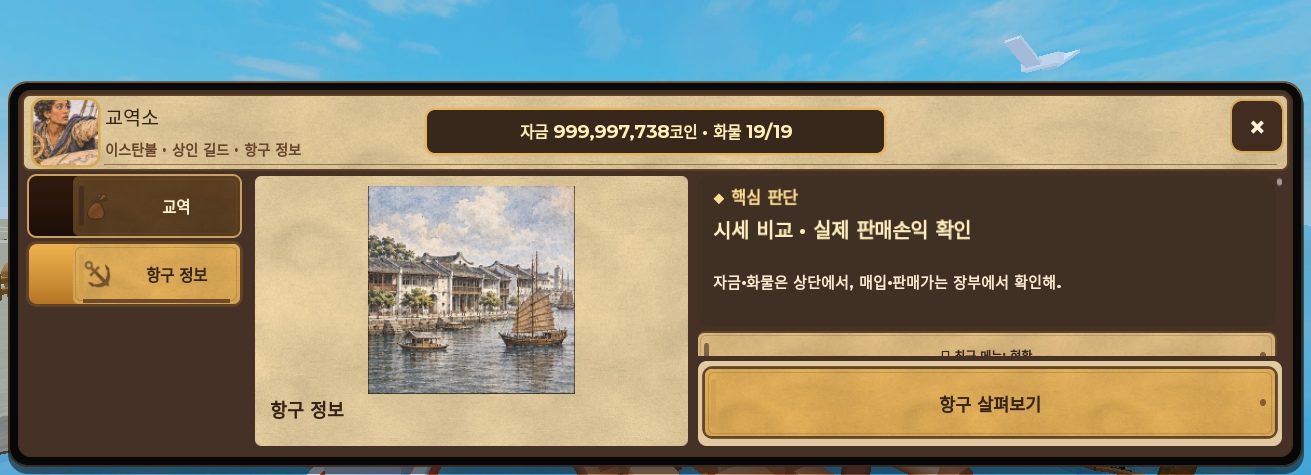 교역소
이스탄불 • 상인 길드 • 항구 정보
자금 999,997,738코인 • 화물 19/19
×
교역
항구 정보
항구 정보
◆ 핵심 판단
시세 비교 • 실제 판매손익 확인
자금•화물은 상단에서, 매입•판매가는 장부에서 확인해.
항구 살펴보기